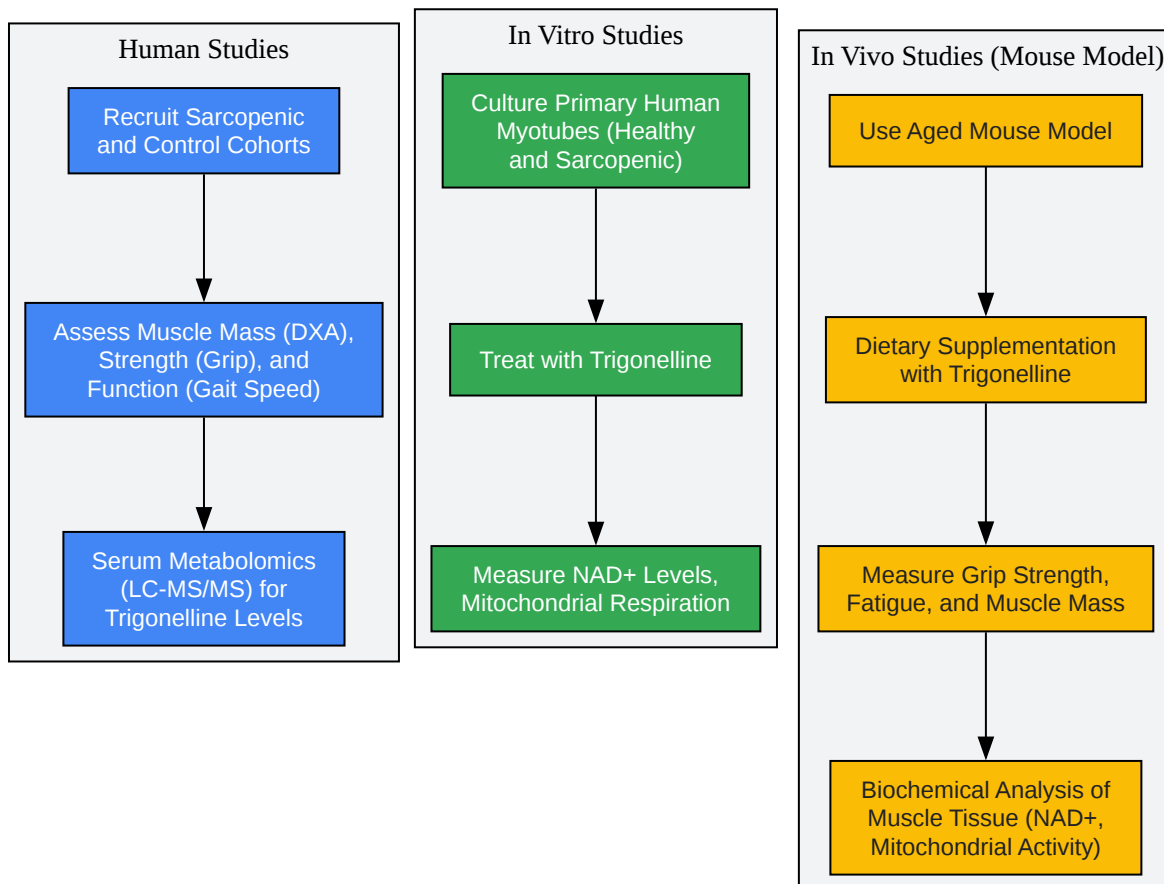 Human Studies
Recruit Sarcopenic
and Control Cohorts
Assess Muscle Mass (DXA),
Strength (Grip), and
Function (Gait Speed)
Serum Metabolomics
(LC-MS/MS) for
Trigonelline Levels
In Vitro Studies
Culture Primary Human
Myotubes (Healthy
and Sarcopenic)
Treat with Trigonelline
Measure NAD+ Levels,
Mitochondrial Respiration
In Vivo Studies (Mouse Model)
Use Aged Mouse Model
Dietary Supplementation
with Trigonelline
Measure Grip Strength,
Fatigue, and Muscle Mass
Biochemical Analysis of
Muscle Tissue (NAD+,
Mitochondrial Activity)